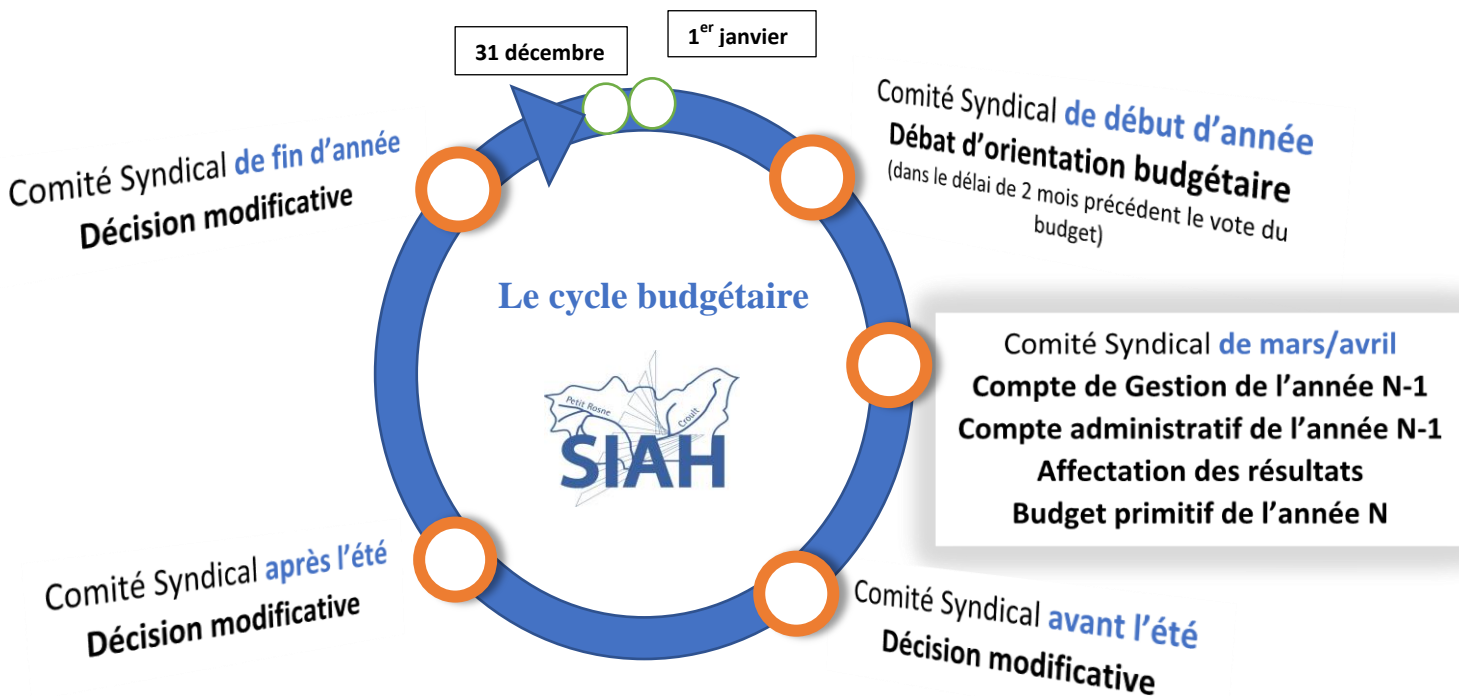 31 décembre
1er janvier
Comité Syndical de début d’année
Débat d’orientation budgétaire
(dans le délai de 2 mois précédent le vote du
budget)
Comité Syndical de mars/avril
Compte de Gestion de l’année N-1
Compte administratif de l’année N-1
Affectation des résultats
Budget primitif de l’année N
Comité Syndical avant l’été
Décision modificative
Comité Syndical après l’été
Décision modificative
Comité Syndical de fin d’année
Décision modificative
Le cycle budgétaire
Petit Rosne
Croult
SIAH